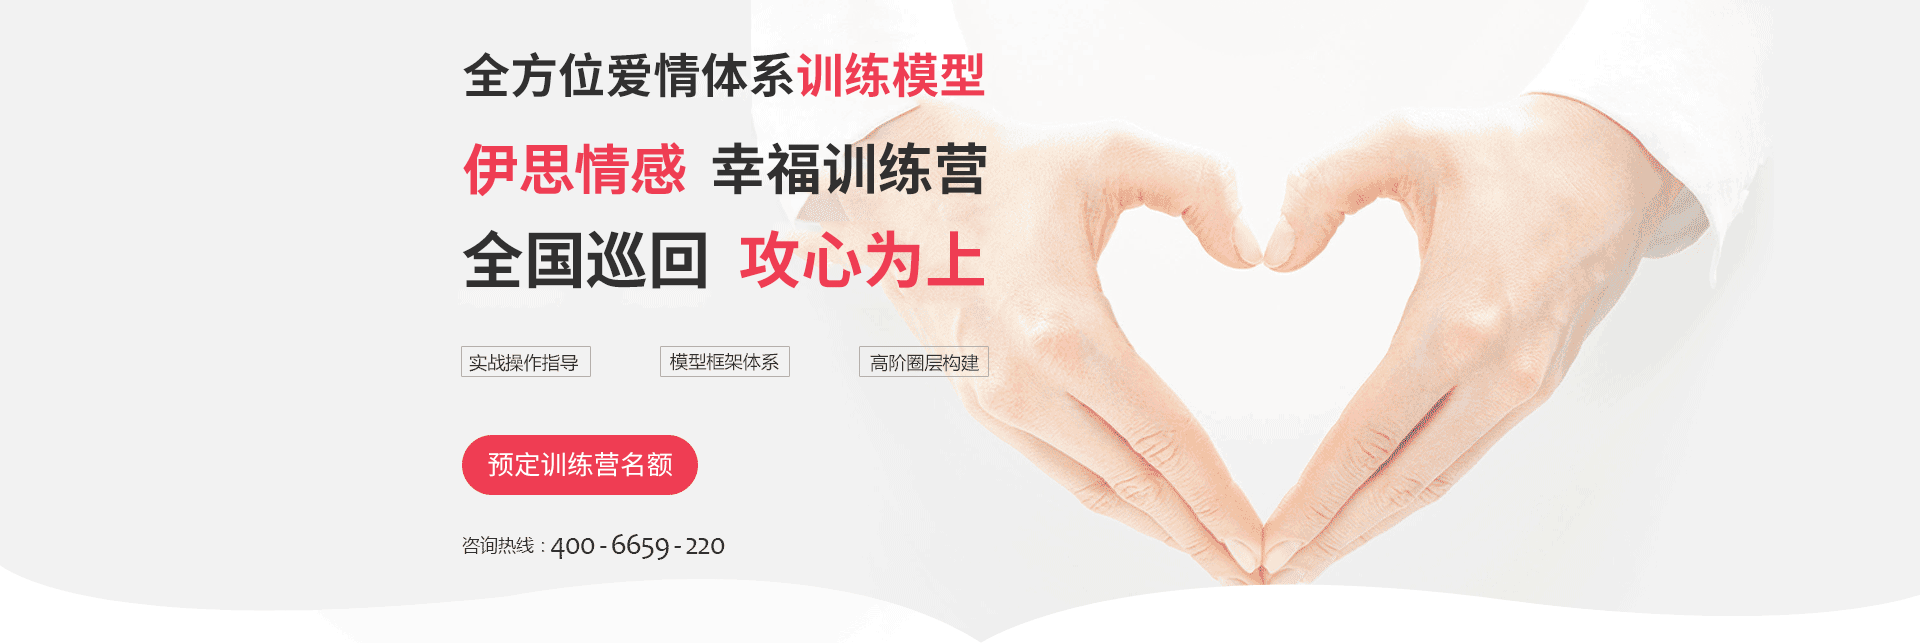 全方位爱情体系训练模型
伊思情感 幸福训练营
全国巡回 攻心为上
实战操作指导 模型框架体系 高阶圈层构建
预定训练营名额
咨询热线：400-6659-220